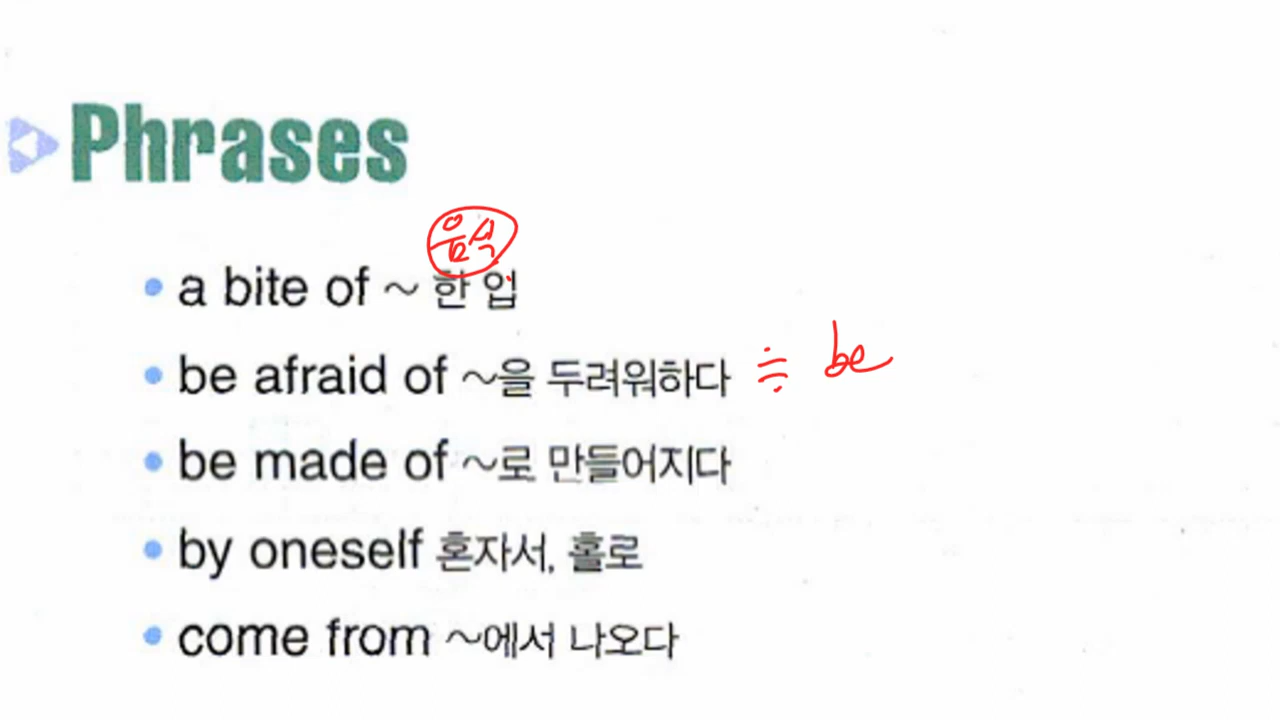 Phrases
음식
• a bite of ~ 한 입
• be afraid of ~을 두려워하다 ≒ be
• be made of ~로 만들어지다
• by oneself 혼자서, 홀로
• come from ~에서 나오다